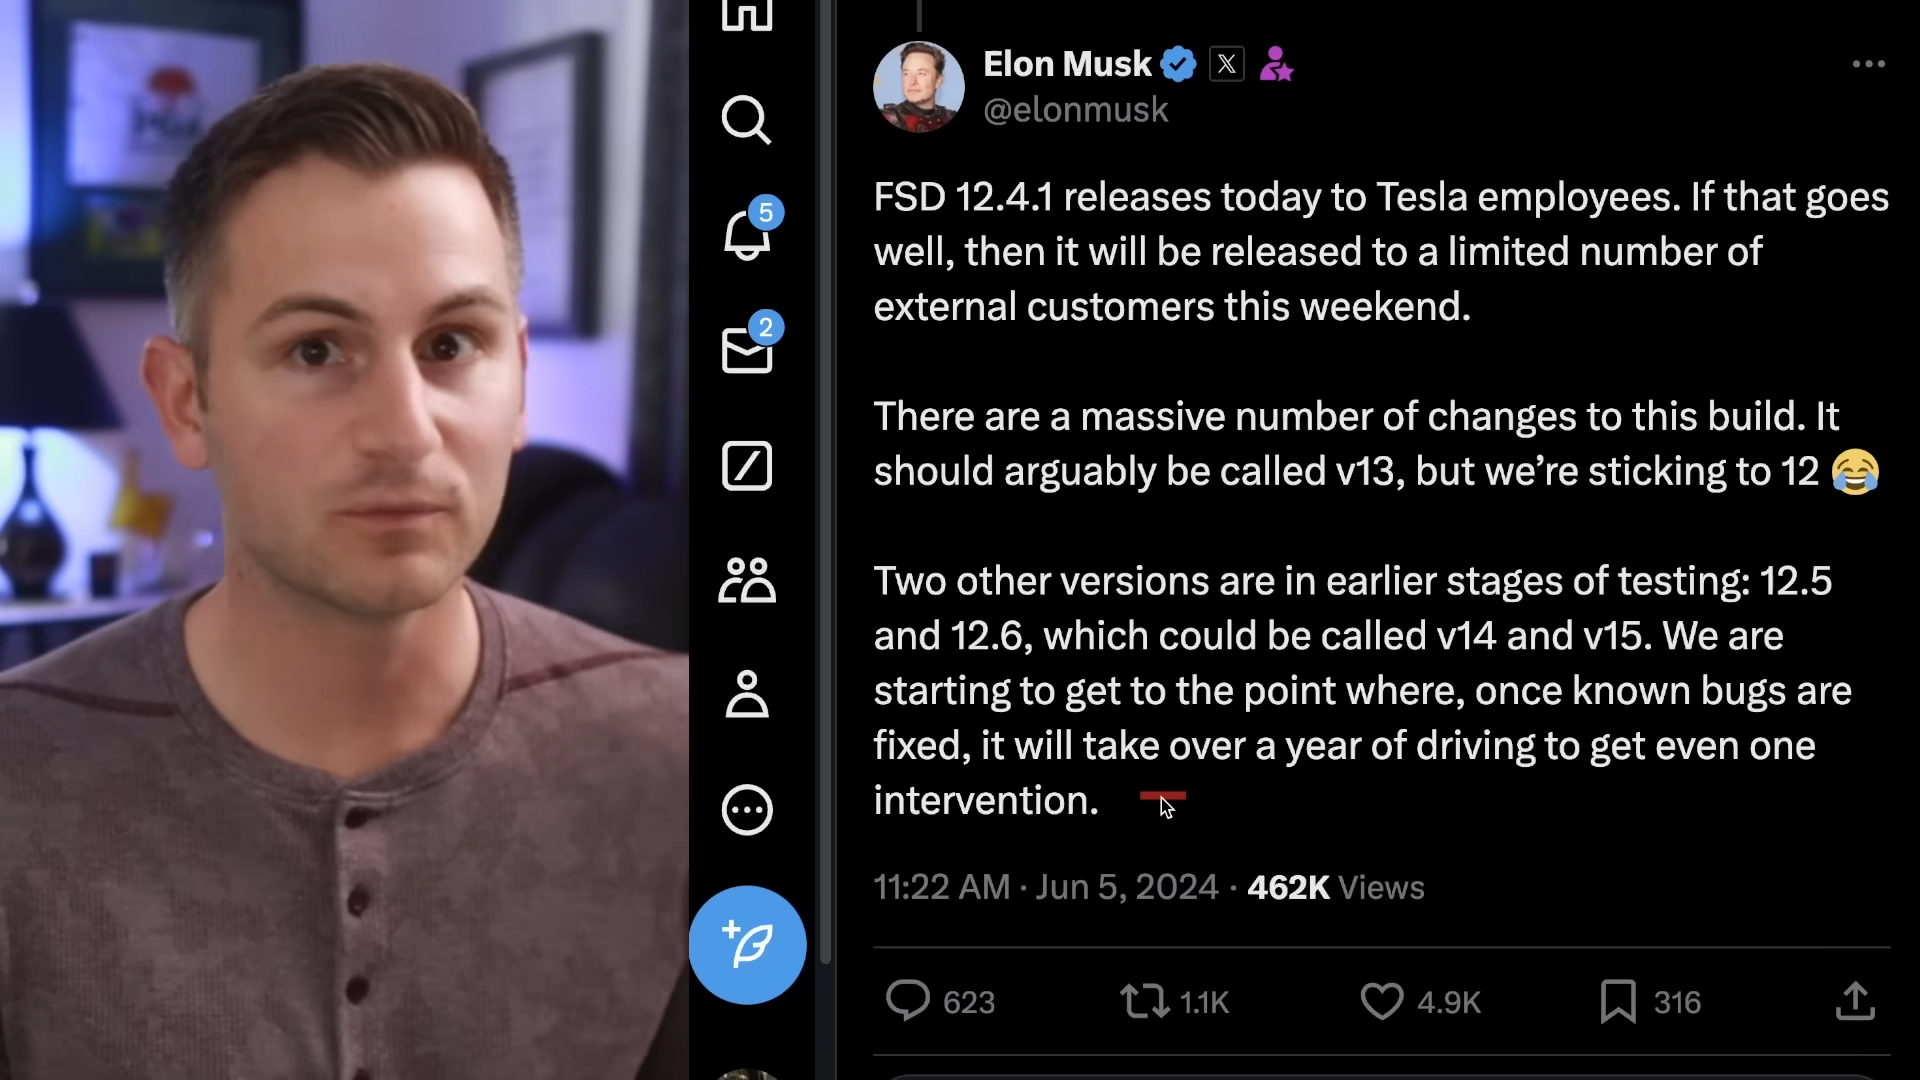 5
2
Elon Musk
@elonmusk
FSD 12.4.1 releases today to Tesla employees. If that goes
well, then it will be released to a limited number of
external customers this weekend.
There are a massive number of changes to this build. It
should arguably be called v13, but we’re sticking to 12 😂
Two other versions are in earlier stages of testing: 12.5
and 12.6, which could be called v14 and v15. We are
starting to get to the point where, once known bugs are
fixed, it will take over a year of driving to get even one
intervention.
11:22 AM · Jun 5, 2024 · 462K Views
623
1.1K
4.9K
316